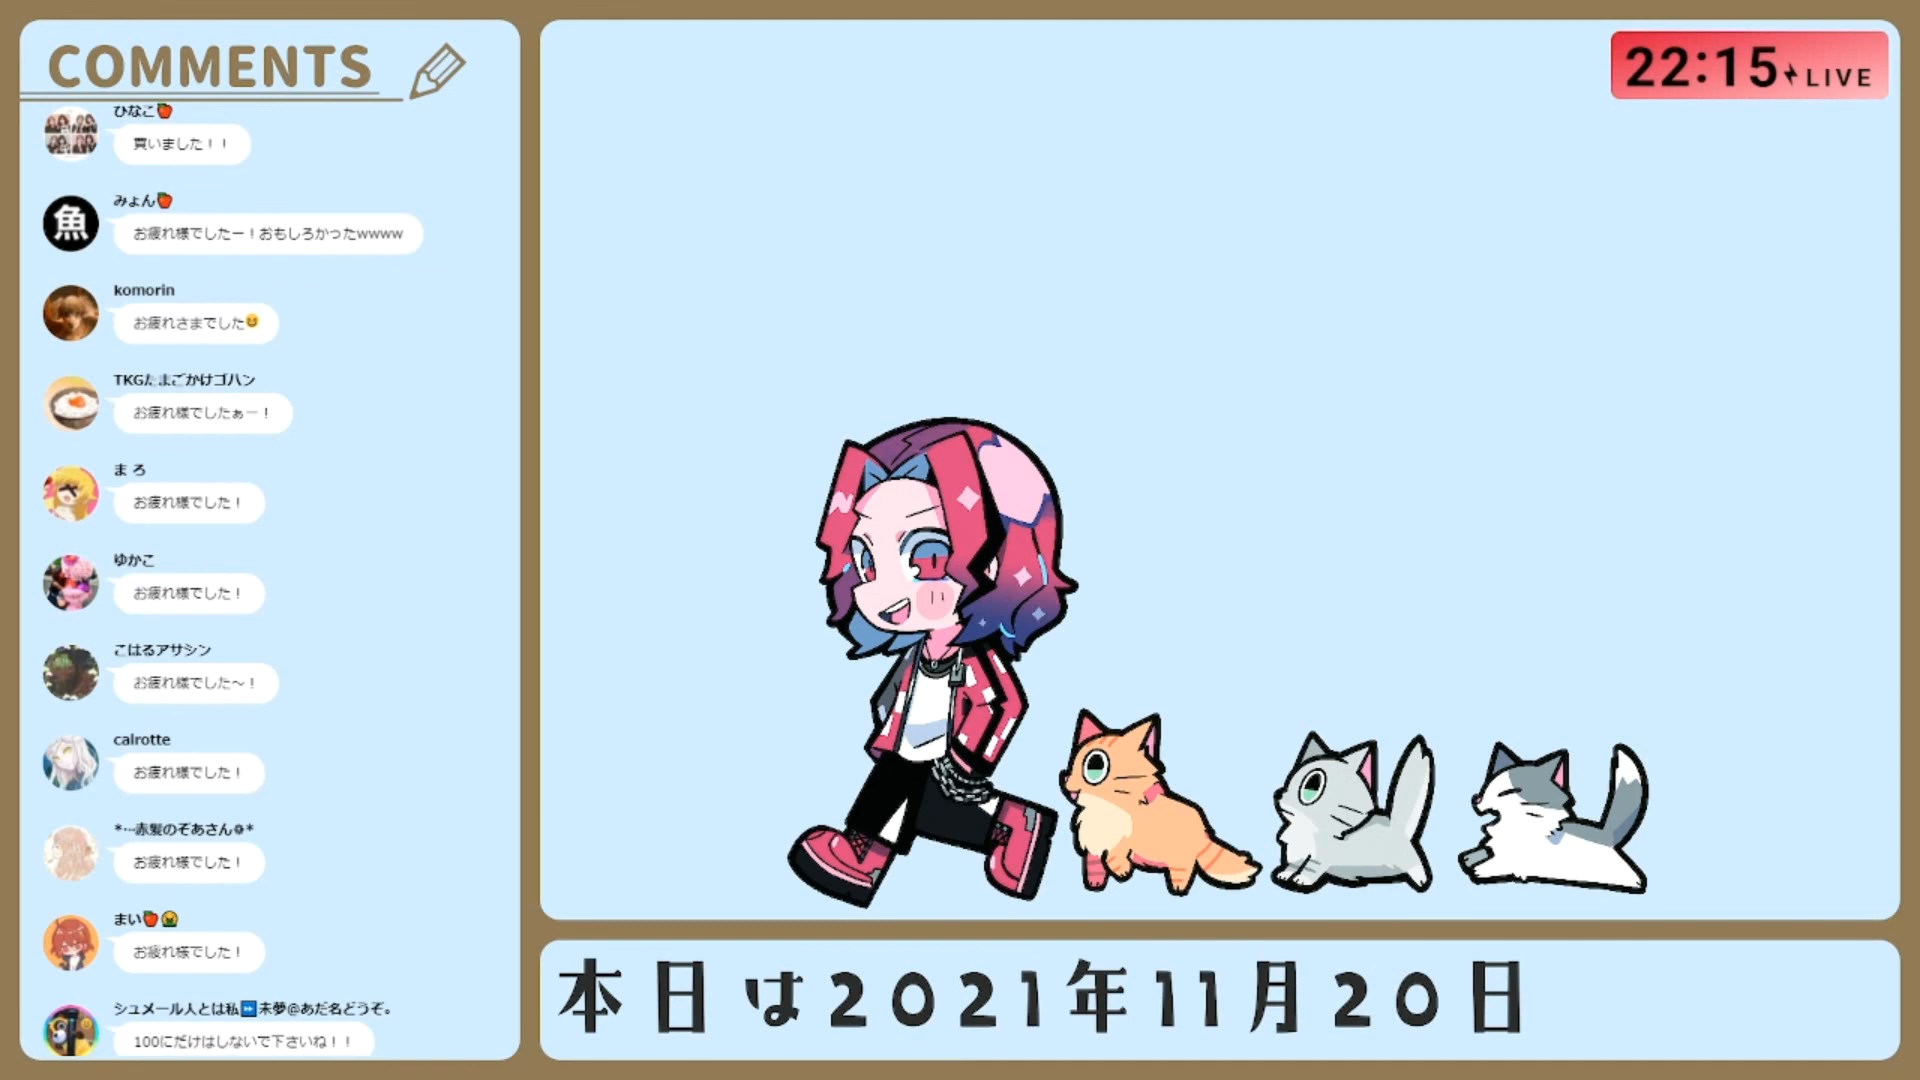 COMMENTS
22:15 LIVE
ひなこ🍎
買いました！！
みょん🍎
お疲れ様でしたー！おもしろかったwwww
komorin
お疲れさまでした😆
TKGたまごかけゴハン
お疲れ様でしたぁー！
ま ろ
お疲れ様でした！
ゆかこ
お疲れ様でした！
こはるアサシン
お疲れ様でした～！
calrotte
お疲れ様でした！
赤髪のぞあさん
お疲れ様でした！
まい🍎
お疲れ様でした！
シュメール人とは私⏩未夢@あだ名どうぞ。
100にだけはしないで下さいね！！
魚
本日は2021年11月20日